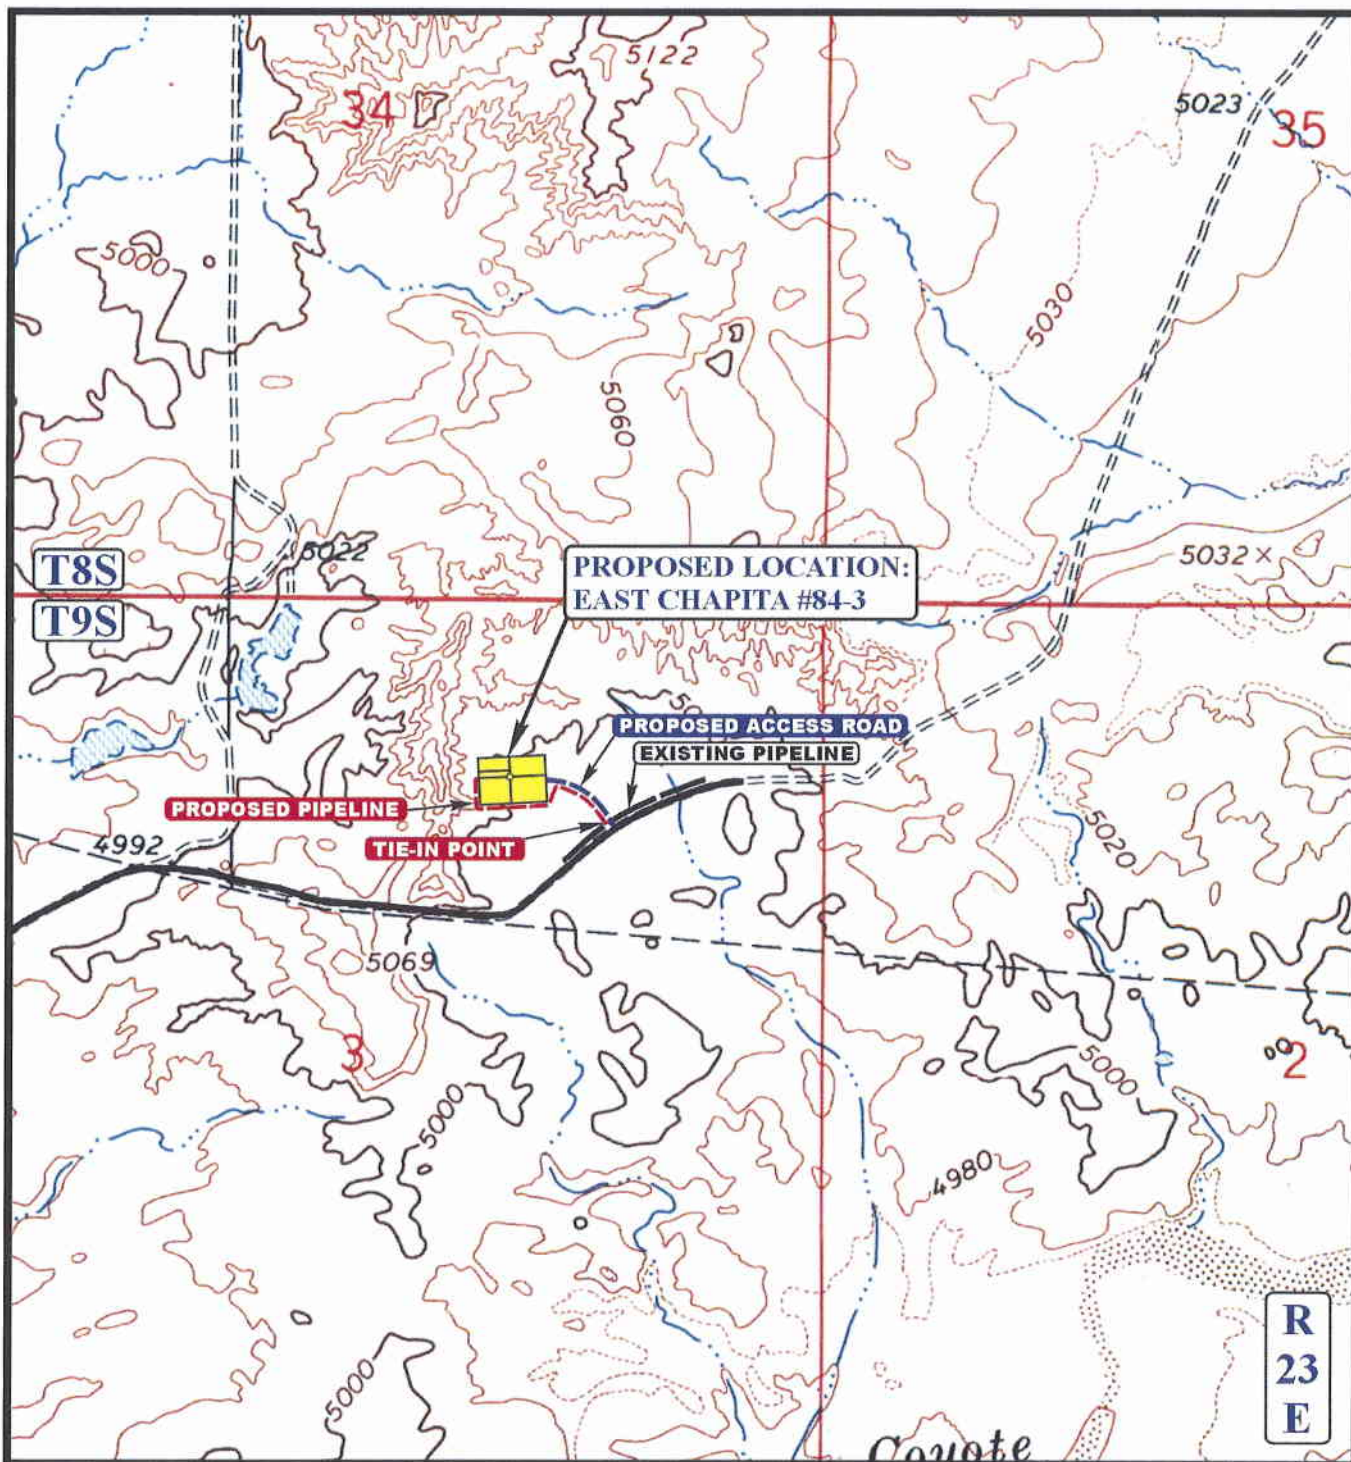 5122
34
5023
35
5000
5030
5060
5022
T8S
PROPOSED LOCATION:
EAST CHAPITA #84-3
5032 ×
T9S
PROPOSED ACCESS ROAD
EXISTING PIPELINE
PROPOSED PIPELINE
TIE-IN POINT
4992
5020
5069
3
2
5000
5000
4980
R
23
E
5000
Coyote